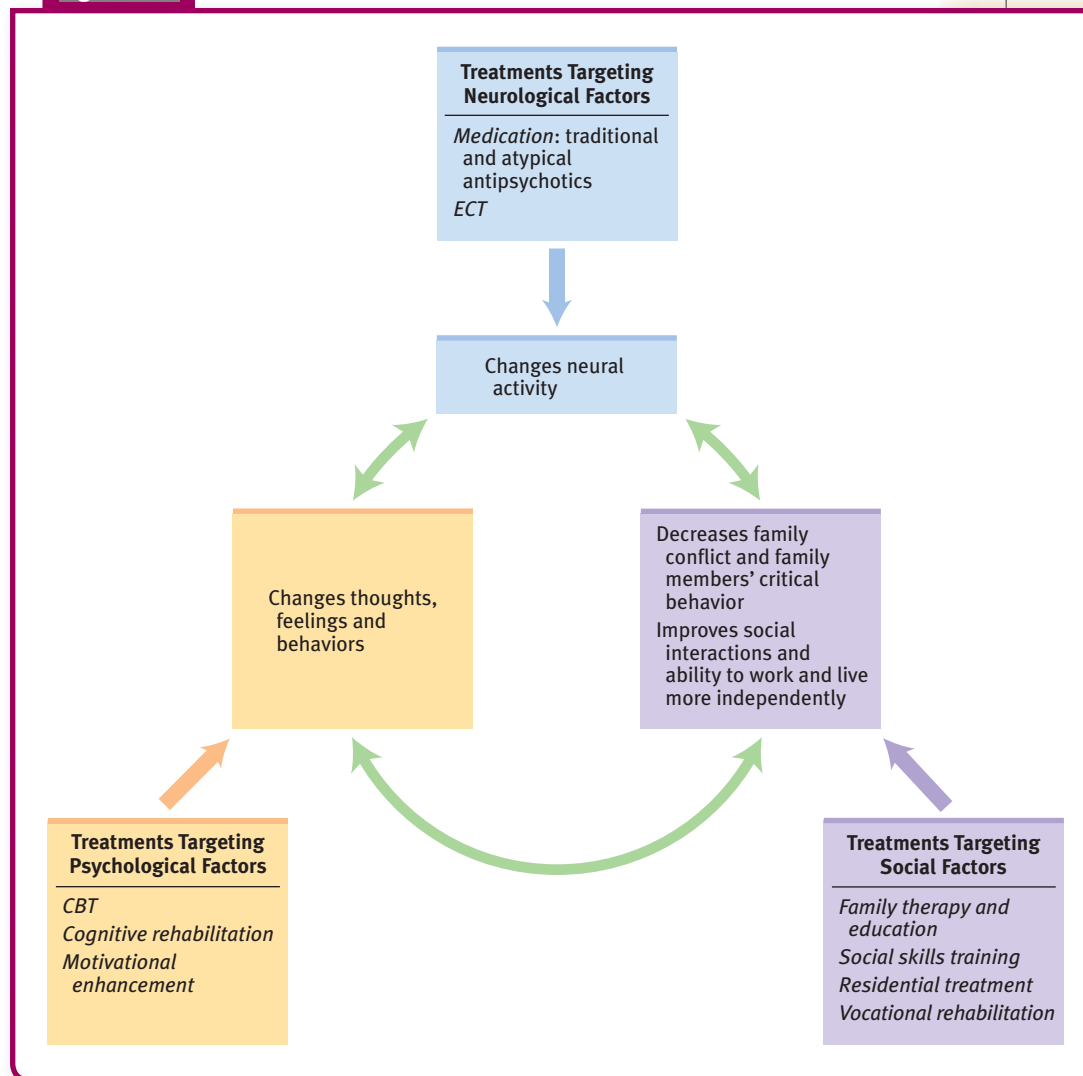 Treatments Targeting
Neurological Factors
Medication: traditional
and atypical
antipsychotics
ECT
Changes neural
activity
Changes thoughts,
feelings and
behaviors
Decreases family
conflict and family
members’ critical
behavior
Improves social
interactions and
ability to work and live
more independently
Treatments Targeting
Psychological Factors
CBT
Cognitive rehabilitation
Motivational
enhancement
Treatments Targeting
Social Factors
Family therapy and
education
Social skills training
Residential treatment
Vocational rehabilitation